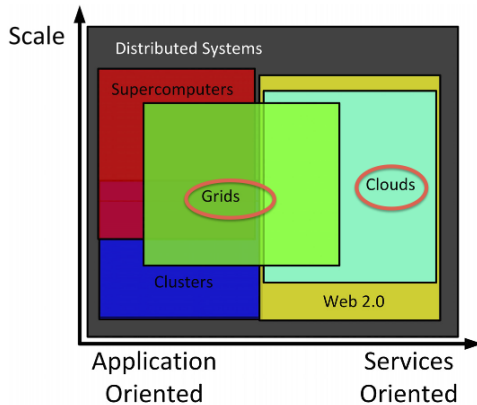 Scale
Distributed Systems
Supercomputers
Grids
Clouds
Clusters
Web 2.0
Application
Oriented
Services
Oriented